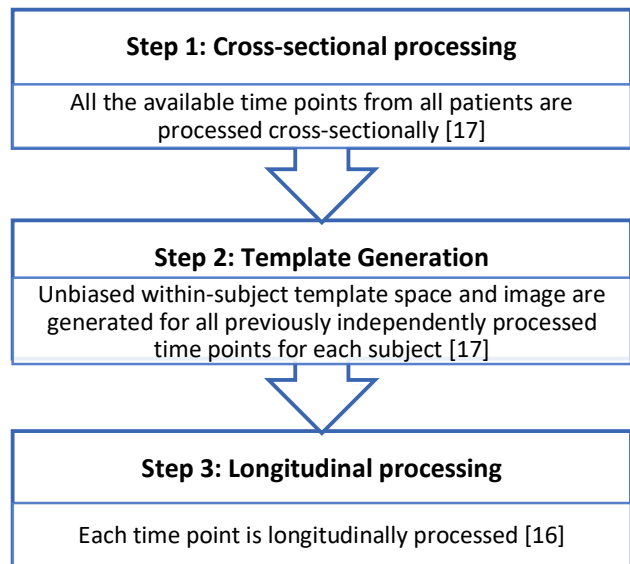 Step 1: Cross-sectional processing
All the available time points from all patients are
processed cross-sectionally [17]
Step 2: Template Generation
Unbiased within-subject template space and image are
generated for all previously independently processed
time points for each subject [17]
Step 3: Longitudinal processing
Each time point is longitudinally processed [16]